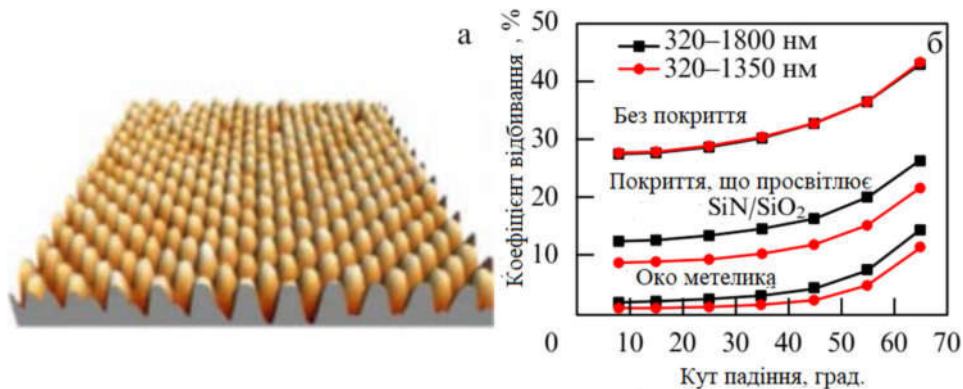 а
б
Коефіцієнт відбивання , %
50
40
30
20
10
0
320–1800 нм
320–1350 нм
Без покриття
Покриття, що просвітлює
SiN/SiO₂
Око метелика
10 20 30 40 50 60 70
Кут падіння, град.